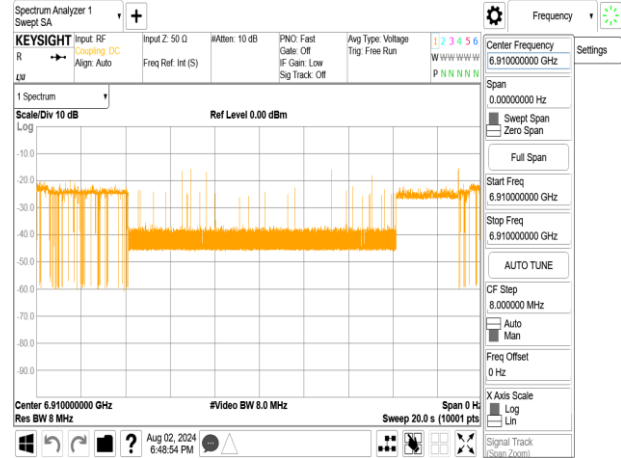 Spectrum Analyzer 1
Swept SA
Frequency
KEYSIGHT
R
Input: RF
Coupling: DC
Align: Auto
Input Z: 50 Ω
Freq Ref: Int (S)
#Atten: 10 dB
PNO: Fast
Gate: Off
IF Gain: Low
Sig Track: Off
Avg Type: Voltage
Trig: Free Run
1 2 3 4 5 6
W W W W W W
P N N N N N
1 Spectrum
Scale/Div 10 dB
Ref Level 0.00 dBm
Log
-10.0
-20.0
-30.0
-40.0
-50.0
-60.0
-70.0
-80.0
-90.0
Center 6.910000000 GHz
#Video BW 8.0 MHz
Span 0 Hz
Res BW 8 MHz
Sweep 20.0 s (10001 pts
Aug 02, 2024
6:48:54 PM
Settings
Center Frequency
6.910000000 GHz
Span
0.00000000 Hz
Swept Span
Zero Span
Full Span
Start Freq
6.910000000 GHz
Stop Freq
6.910000000 GHz
AUTO TUNE
CF Step
8.000000 MHz
Auto
Man
Freq Offset
0 Hz
X Axis Scale
Log
Lin
Signal Track
(Span Zoom)